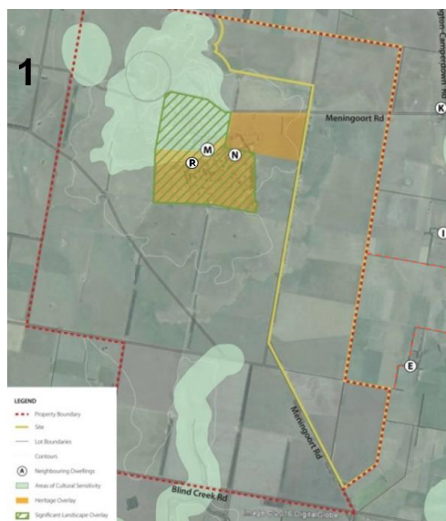 1
Meningoort Rd
K
M
R
N
I
E
Meningoort Rd
Blind Creek Rd
LEGEND
Property Boundary
Site
Lot Boundaries
Contours
A Neighbouring Dwellings
Areas of Cultural Sensitivity
Heritage Overlay
Significant Landscape Overlay